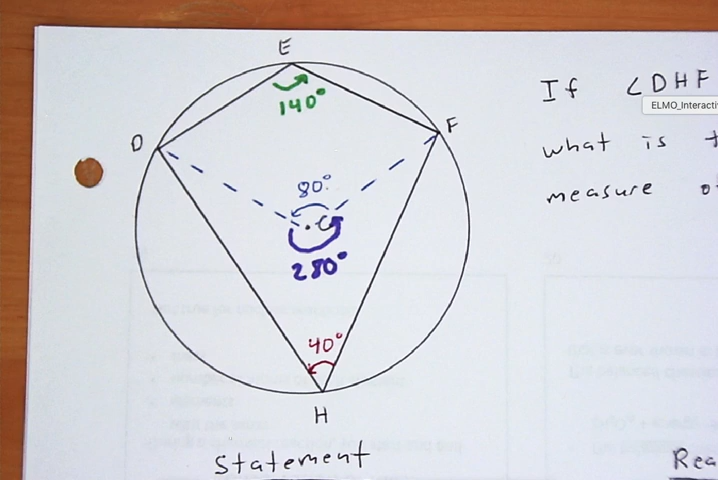 E
140°
D
F
80°
C
280°
40°
H
If ∠DHF
ELMO_Interacti
what is
measure
Statement
Rea